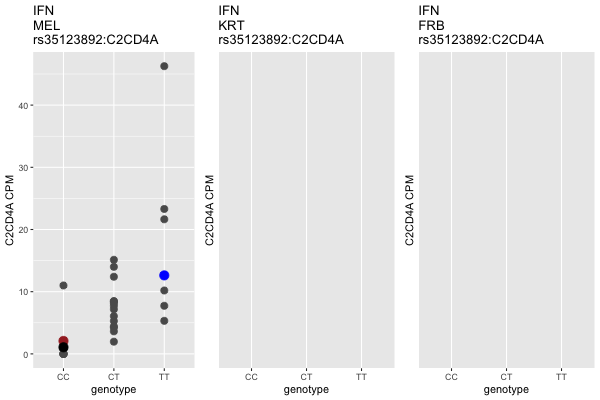 IFN
MEL
rs35123892:C2CD4A
IFN
KRT
rs35123892:C2CD4A
IFN
FRB
rs35123892:C2CD4A
C2CD4A CPM
40
30
20
10
0
CC CT TT
genotype
C2CD4A CPM
CC CT TT
genotype
C2CD4A CPM
CC CT TT
genotype